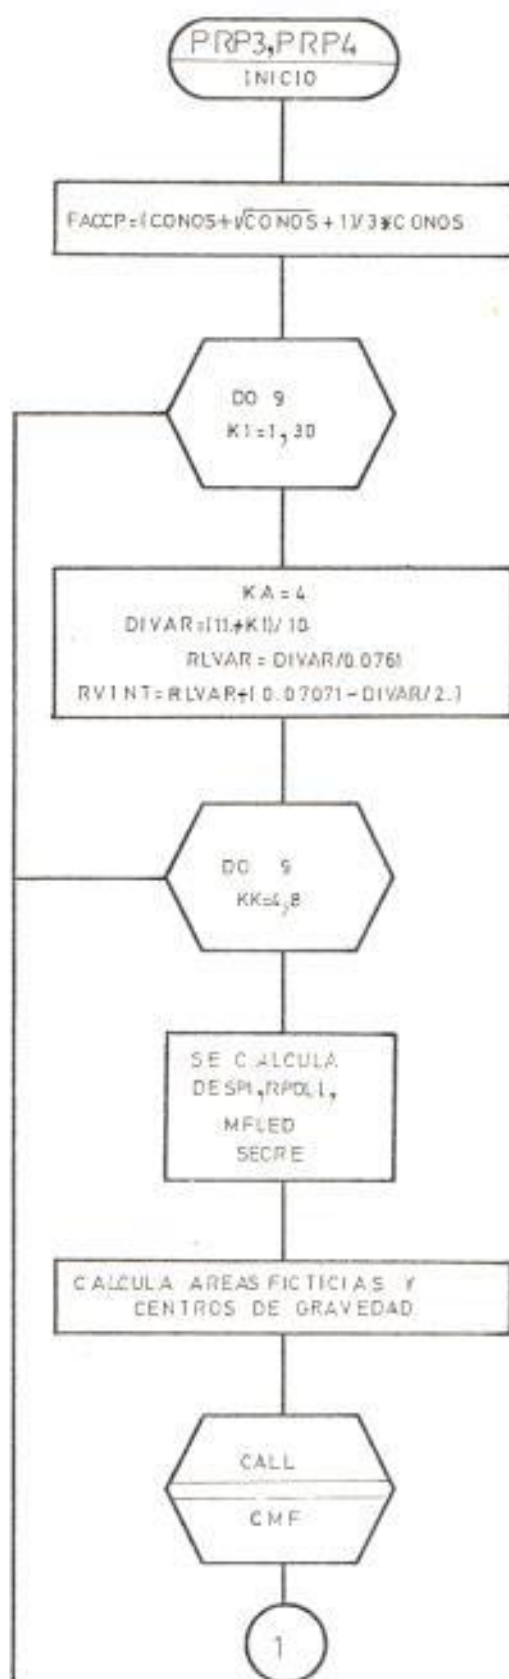 PRP3,PRP4
INICIO
FACCP=(CONOS+√CONOS+1)/3*CONOS
DO 9
K1=1,30
KA=4
DIVAR=(11.+K1)/10.
RLVAR=DIVAR/0.0761
RVINT=RLVAR*(0.07071-DIVAR/2.)
DO 9
KK=4,8
SE CALCULA
RPOLI,
MFLED
SECRE
CALCULA AREAS FICTICIAS Y
CENTROS DE GRAVEDAD
CALL
CMF
1